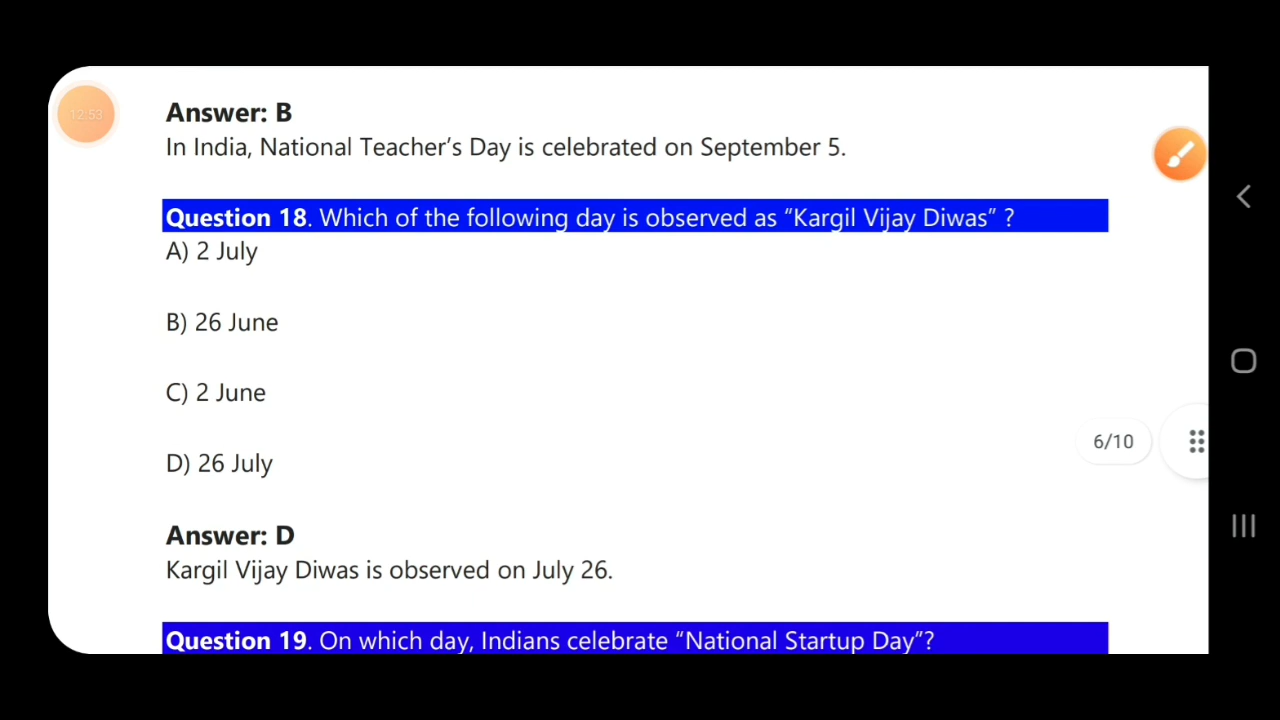 12:53
Answer: B
In India, National Teacher’s Day is celebrated on September 5.
Question 18. Which of the following day is observed as “Kargil Vijay Diwas” ?
A) 2 July
B) 26 June
C) 2 June
6/10
D) 26 July
Answer: D
Kargil Vijay Diwas is observed on July 26.
Question 19. On which day, Indians celebrate “National Startup Day”?